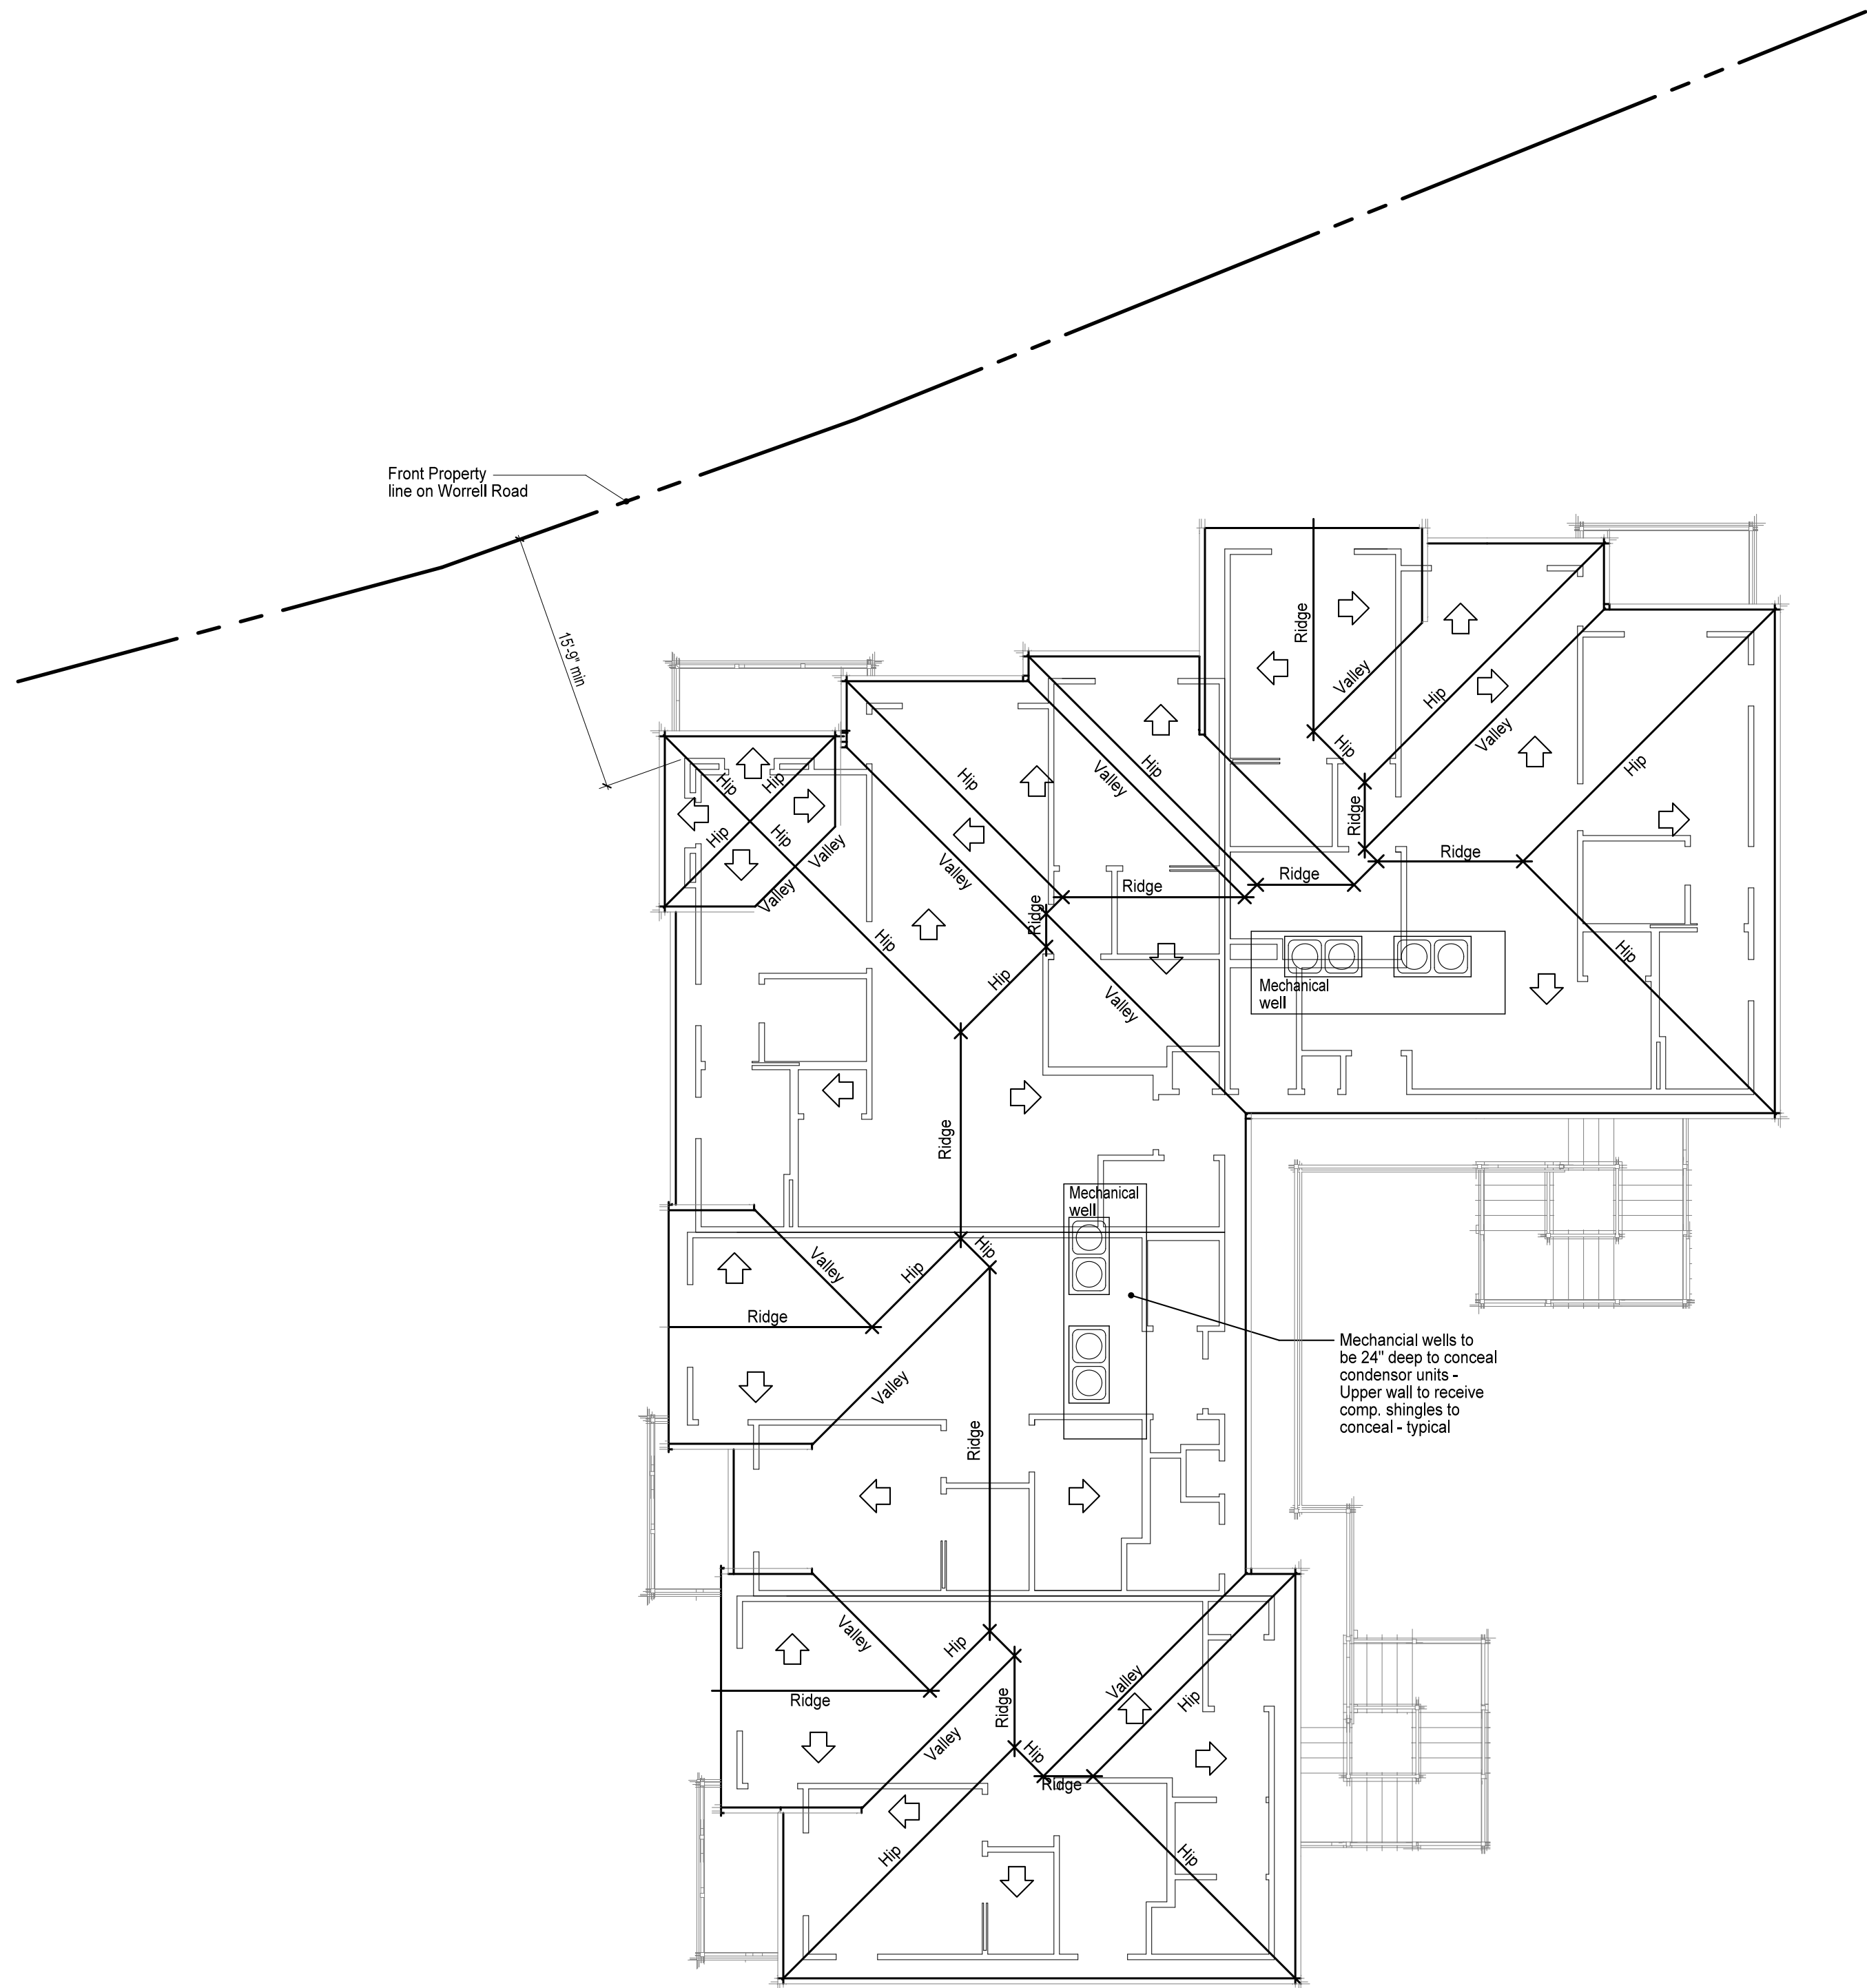 Front Property
line on Worrell Road
15'-9" min
Ridge
Valley
Hip
Valley
Hip
Hip
Ridge
Ridge
Hip
Hip
Hip
Hip
Valley
Valley
Hip
Valley
Hip
Valley
Ridge
Ridge
Ridge
Hip
Hip
Valley
Hip
Mechanical
well
Ridge
Mechanical
well
Valley
Hip
Hip
Ridge
Valley
Ridge
Mechancial wells to
be 24" deep to conceal
condensor units -
Upper wall to receive
comp. shingles to
conceal - typical
Valley
Hip
Ridge
Valley
Ridge
Valley
Hip
Hip
Ridge
Hip
Hip